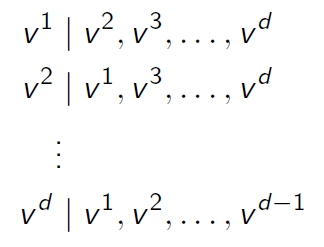 v¹ | v², v³, . . . , vᵈ
v² | v¹, v³, . . . , vᵈ
⋮
vᵈ | v¹, v², . . . , vᵈ⁻¹